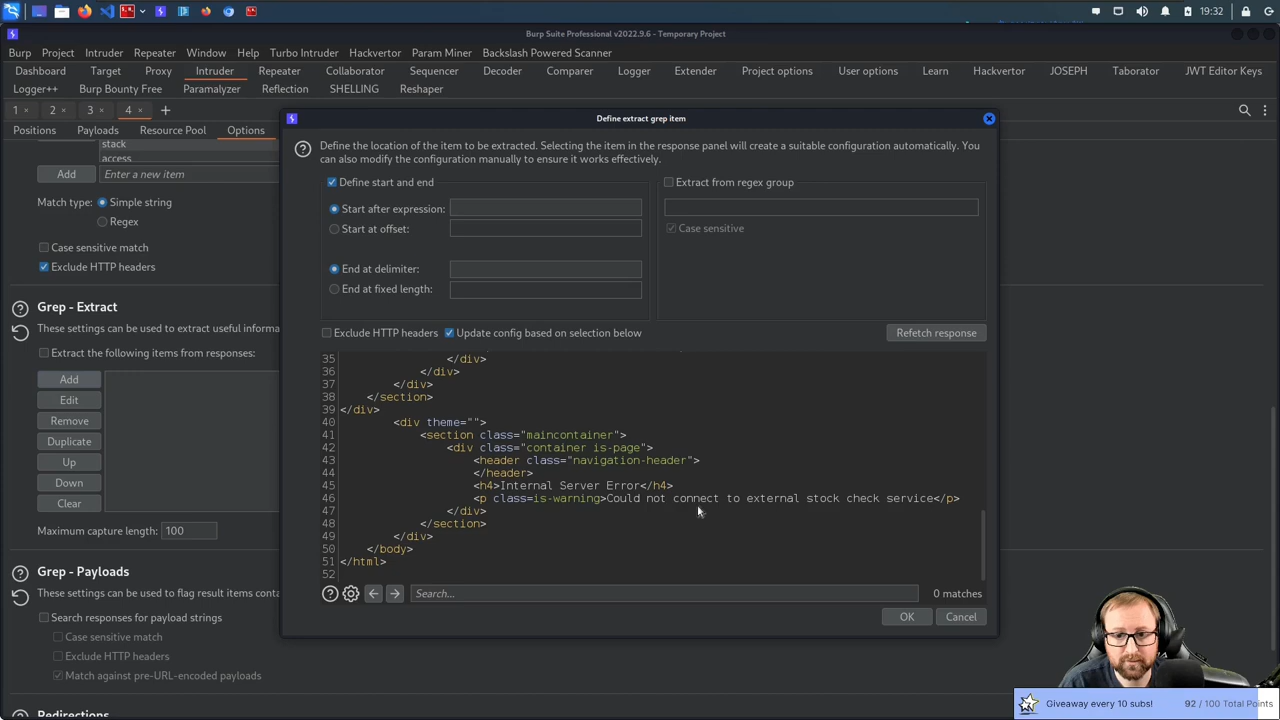 19:32
Burp Suite Professional v2022.9.6 - Temporary Project
Burp Project Intruder Repeater Window Help Turbo Intruder Hackvertor Param Miner Backslash Powered Scanner
Dashboard Target Proxy Intruder Repeater Collaborator Sequencer Decoder Comparer Logger Extender Project options User options Learn Hackvertor JOSEPH Taborator JWT Editor Keys
Logger++ Burp Bounty Free Paramalyzer Reflection SHELLING Reshaper
1 × 2 × 3 × 4 × +
Positions Payloads Resource Pool Options
stack
access
Add Enter a new item
Match type: Simple string
Regex
Case sensitive match
Exclude HTTP headers
Grep - Extract
These settings can be used to extract useful informa
Extract the following items from responses:
Add
Edit
Remove
Duplicate
Up
Down
Clear
Maximum capture length: 100
Grep - Payloads
These settings can be used to flag result items conta
Search responses for payload strings
Case sensitive match
Exclude HTTP headers
Match against pre-URL-encoded payloads
Redirections
Define extract grep item
Define the location of the item to be extracted. Selecting the item in the response panel will create a suitable configuration automatically. You
can also modify the configuration manually to ensure it works effectively.
Define start and end
Start after expression:
Start at offset:
End at delimiter:
End at fixed length:
Extract from regex group
Case sensitive
Exclude HTTP headers Update config based on selection below Refetch response
35 </div>
36 </div>
37 </div>
38 </section>
39 </div>
40 <div theme="">
41 <section class="maincontainer">
42 <div class="container is-page">
43 <header class="navigation-header">
44 </header>
45 <h4>Internal Server Error</h4>
46 <p class=is-warning>Could not connect to external stock check service</p>
47 </div>
48 </section>
49 </div>
50 </body>
51 </html>
52
Search... 0 matches
OK Cancel
Giveaway every 10 subs! 92 / 100 Total Points